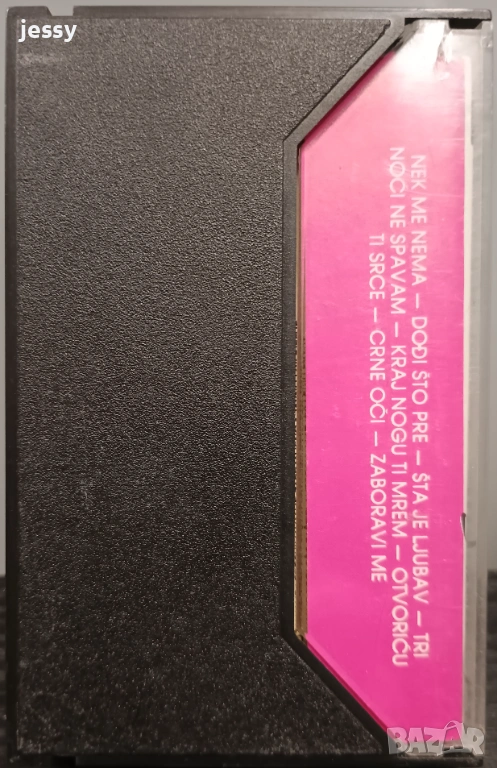 jessy
NEK ME NEMA – DOĐI ŠTO PRE – ŠTA JE LJUBAV – TRI
NOĆI NE SPAVAM – KRAJ NOGU TI MREM – OTVORIĆU
TI SRCE – CRNE OČI – ZABORAVI ME
BAZAR